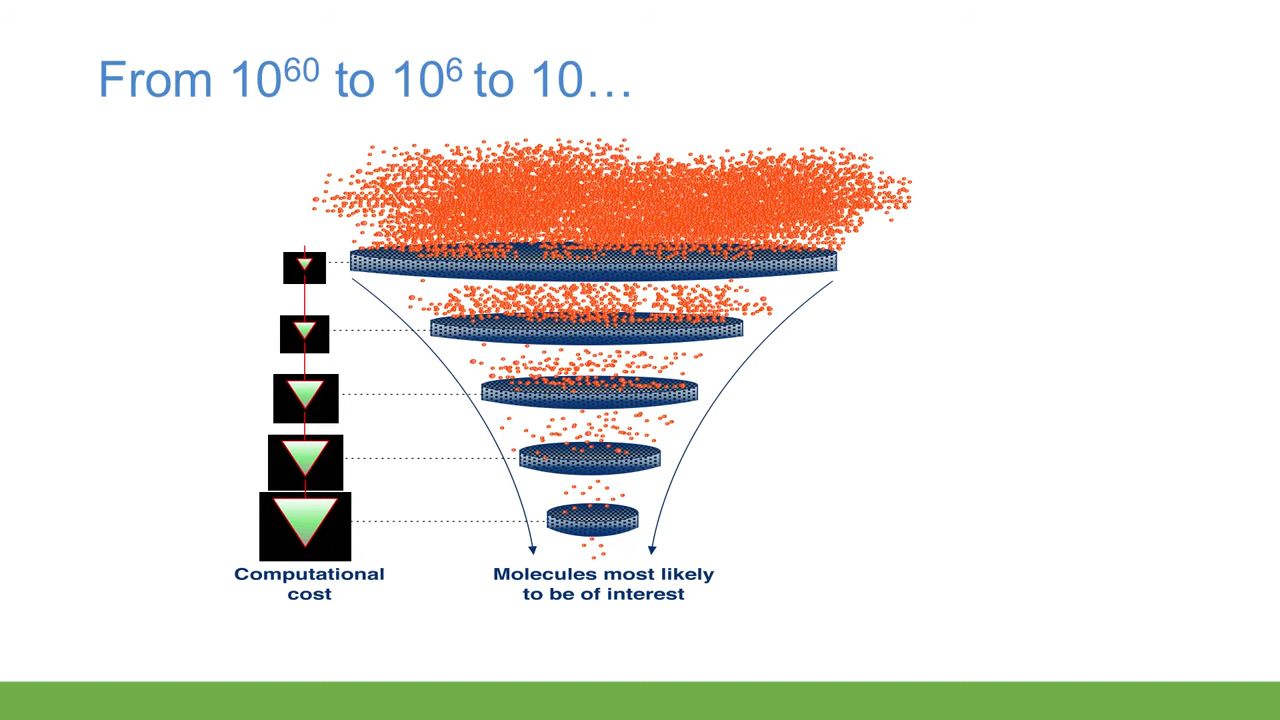 From 10⁶⁰ to 10⁶ to 10…
Computational
cost
Molecules most likely
to be of interest